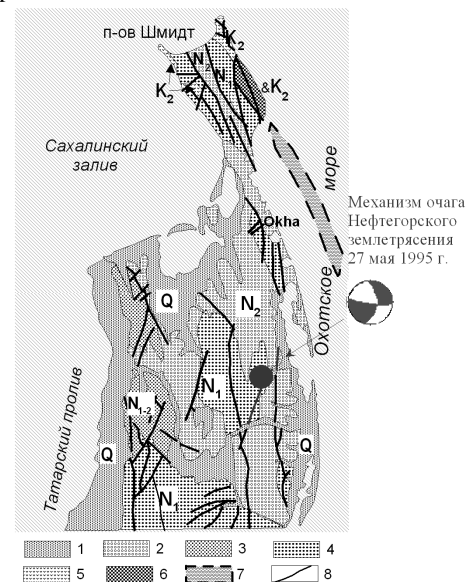 п-ов Шмидт
K2
N2
N
K2
&K2
Сахалинский
залив
море
Okha
Механизм очага
Нефтегорского
землетрясения
27 мая 1995 г.
Охотское
Q
N2
N1
N1-2
Татарский пролив
Q
Q
N1
1 2 3 4
5 6 7 8